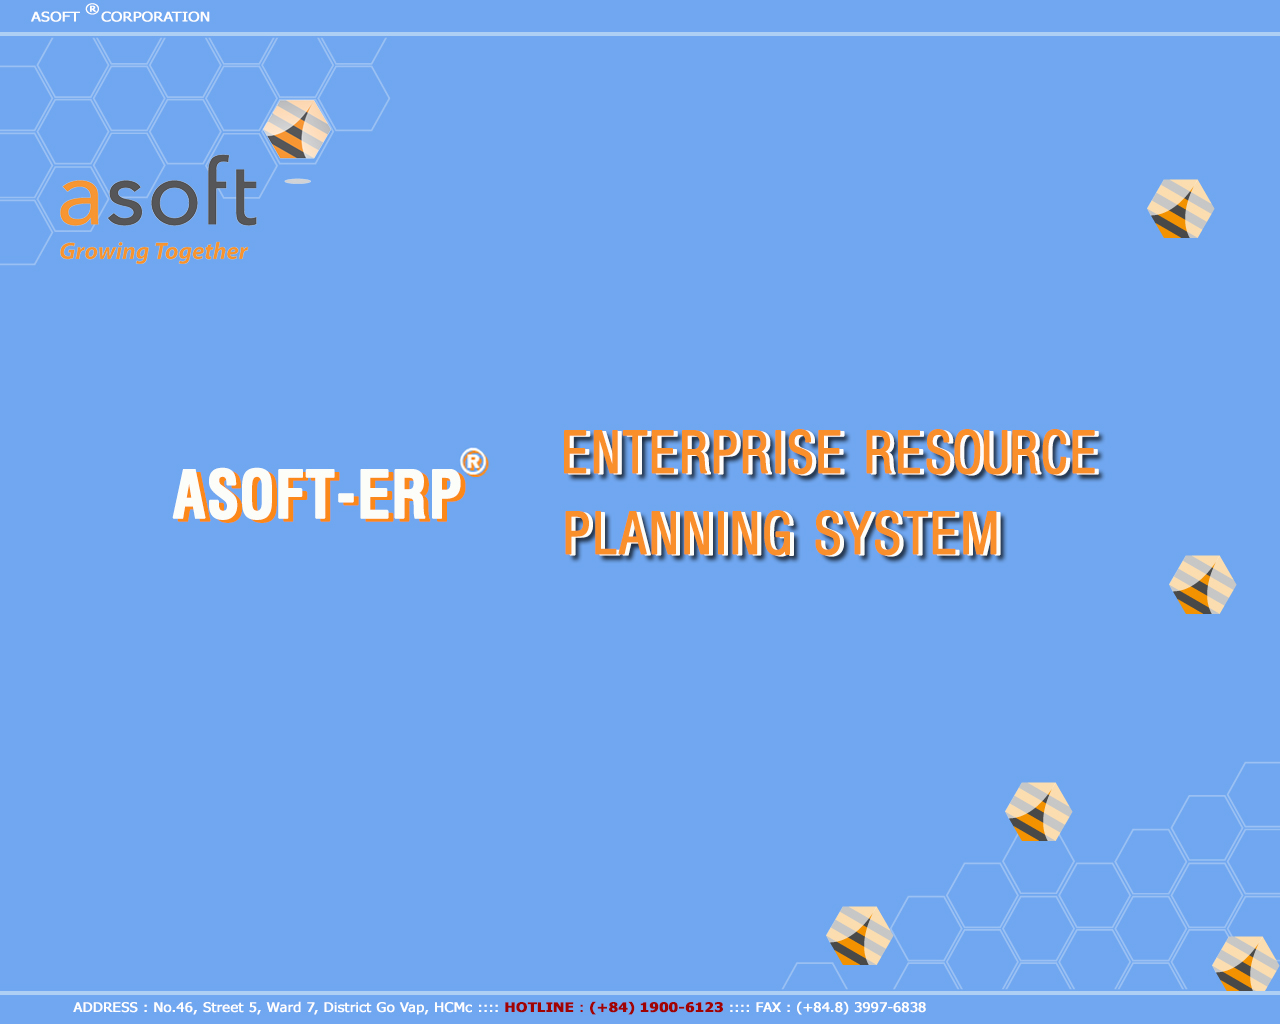 ASOFT ® CORPORATION
asoft
Growing Together
ASOFT-ERP®
ENTERPRISE RESOURCE
PLANNING SYSTEM
ADDRESS : No.46, Street 5, Ward 7, District Go Vap, HCMc :::: HOTLINE : (+84) 1900-6123 :::: FAX : (+84.8) 3997-6838